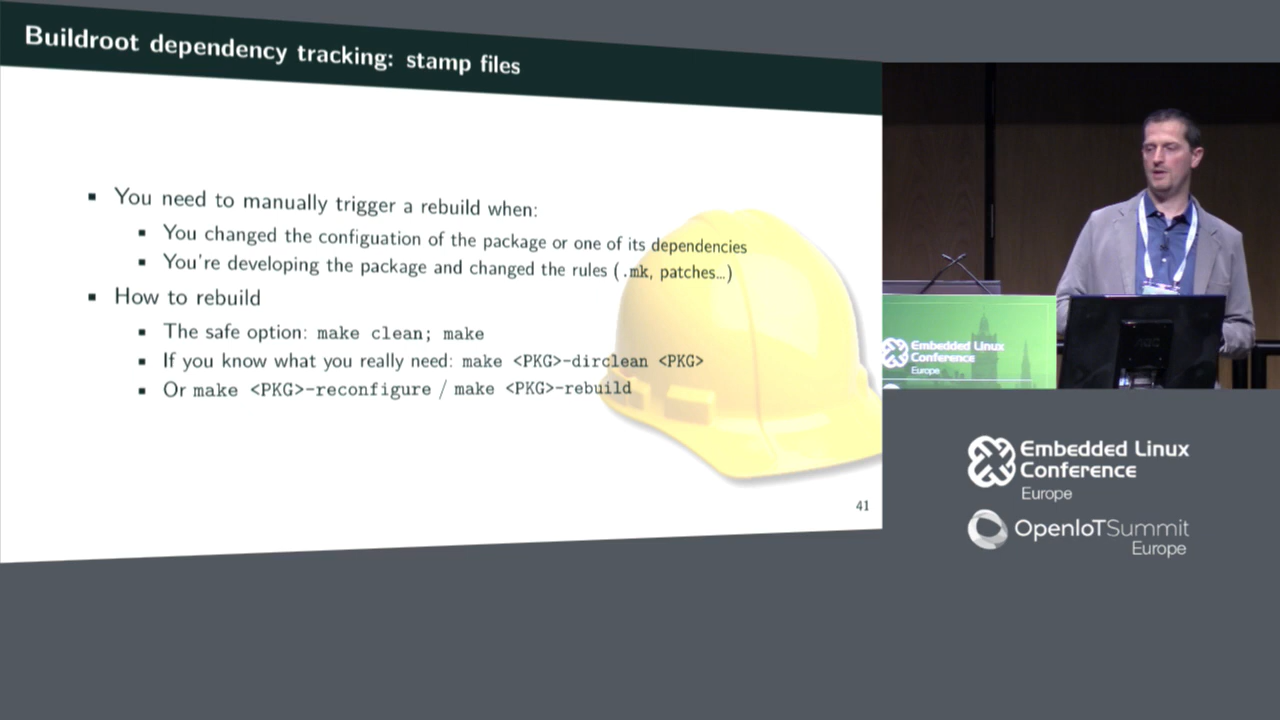 Buildroot dependency tracking: stamp files
You need to manually trigger a rebuild when:
You changed the configuation of the package or one of its dependencies
You're developing the package and changed the rules (.mk, patches…)
How to rebuild
The safe option: make clean; make
If you know what you really need: make <PKG>-dirclean <PKG>
Or make <PKG>-reconfigure / make <PKG>-rebuild
41
Embedded Linux
Conference
Europe
AOC
Embedded Linux
Conference
Europe
OpenIoTSummit
Europe